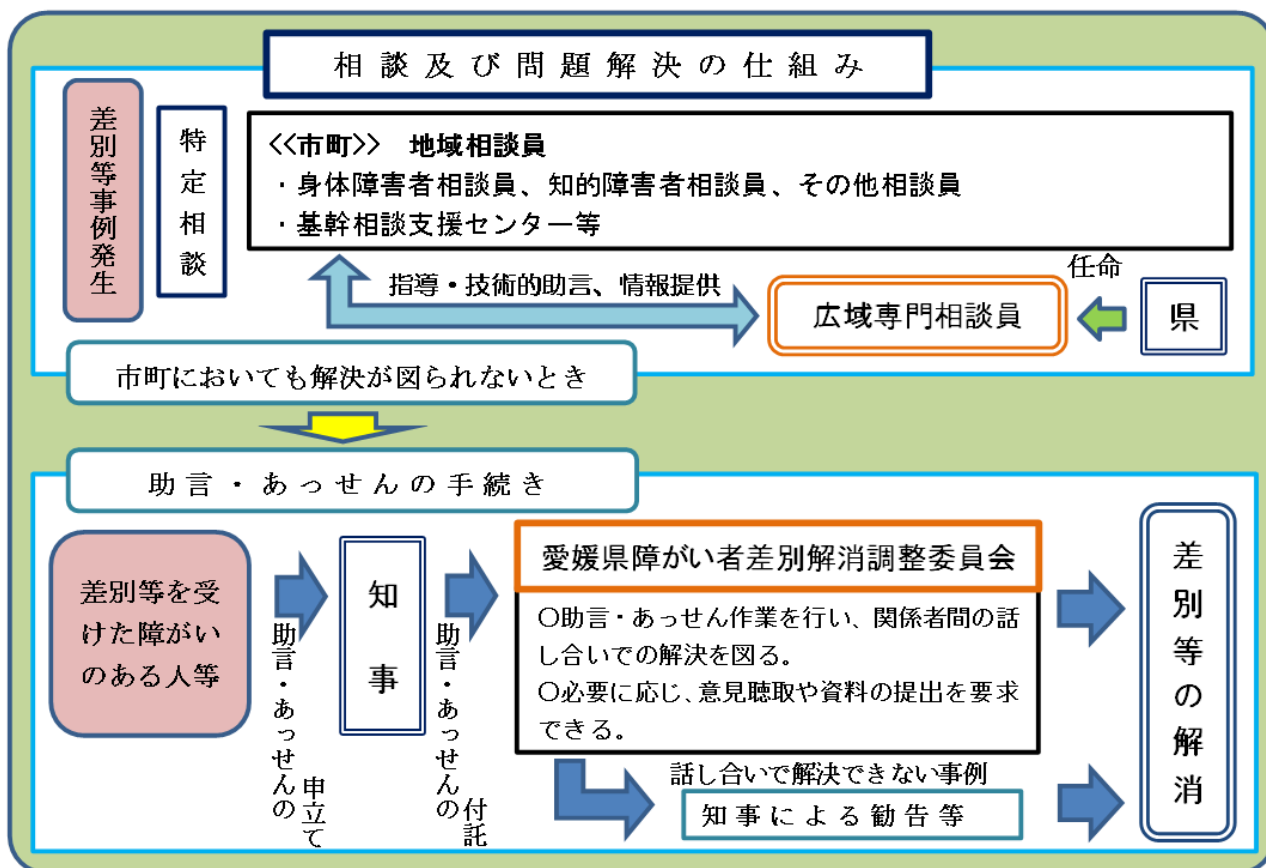 相談及び問題解決の仕組み
差別等事例発生
特定相談
<<市町>>　地域相談員
・身体障害者相談員、知的障害者相談員、その他相談員
・基幹相談支援センター等
指導・技術的助言、情報提供
広域専門相談員
任命
県
市町においても解決が図られないとき
助言・あっせんの手続き
差別等を受
けた障がい
のある人等
助言・あっせんの
申立て
知事
助言・あっせんの
付託
愛媛県障がい者差別解消調整委員会
〇助言・あっせん作業を行い、関係者間の話
し合いでの解決を図る。
〇必要に応じ、意見聴取や資料の提出を要求
できる。
話し合いで解決できない事例
知事による勧告等
差別等の解消